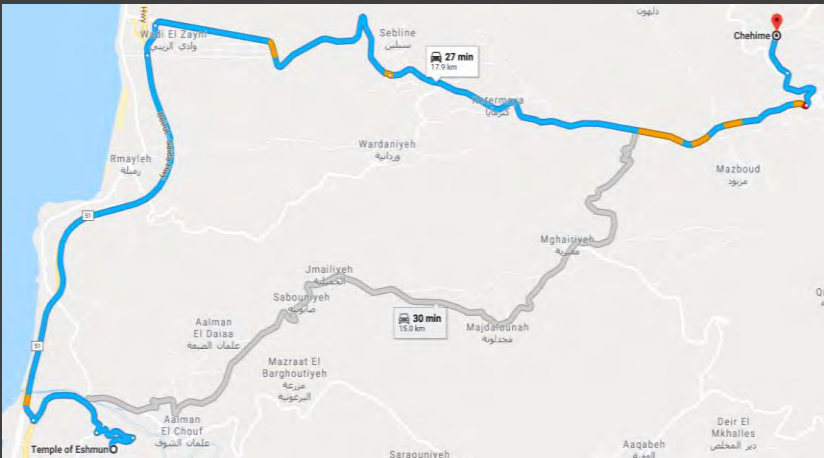 دلهون
Chehime
Hwy
Wadi El Zayni
وادي الزيني
Sebline
سبلين
27 min
17.9 km
Ketermaya
كترمايا
Wardaniyeh
وردانية
Rmayleh
رميلة
Mazboud
مزبود
51
Mghairiyeh
مغيرية
Jmailiyeh
الجميلية
Sabouniyeh
صابونية
30 min
15.0 km
Majdalounah
مجدلونة
Aalman
El Daiaa
علمان الضيعة
51
Mazraat El
Barghoutiyeh
مزرعة
البرغوتية
Aalman
El Chouf
علمان الشوف
Deir El
Mkhalles
دير المخلص
Temple of Eshmun
Aaqabeh
Saraouniyeh